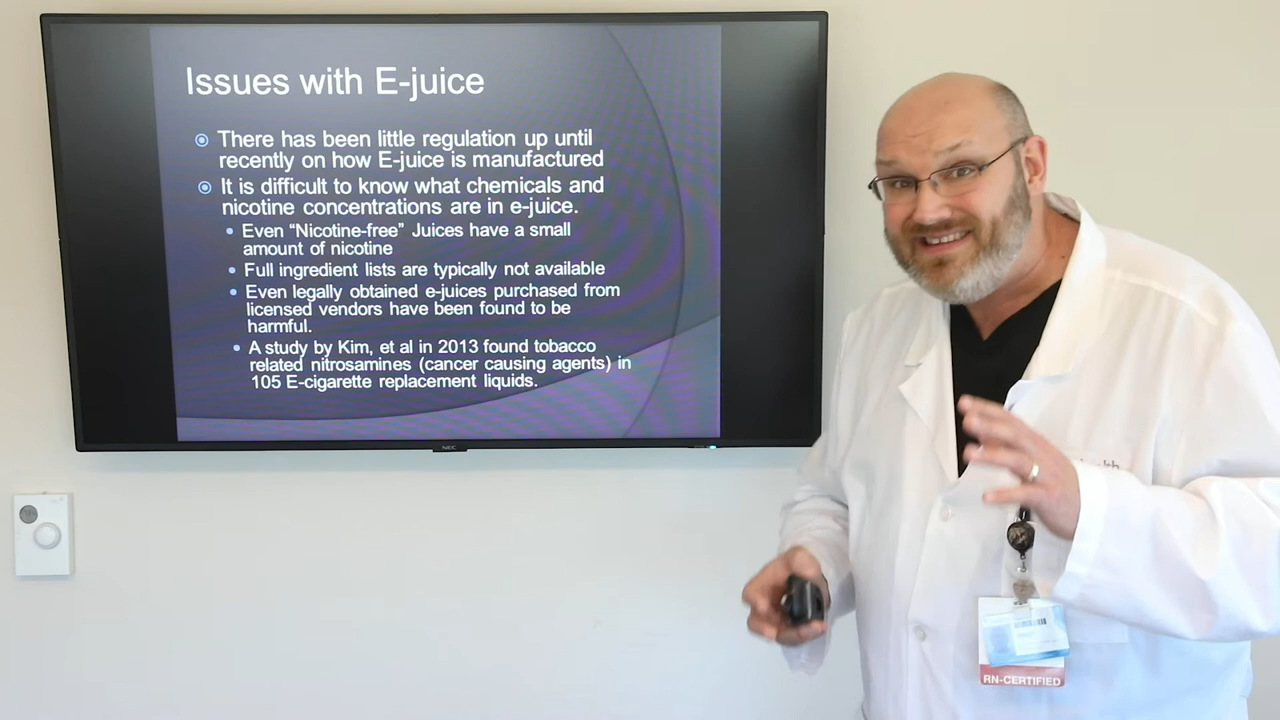 Issues with E-juice
There has been little regulation up until
recently on how E-juice is manufactured
It is difficult to know what chemicals and
nicotine concentrations are in e-juice.
Even “Nicotine-free” Juices have a small
amount of nicotine
Full ingredient lists are typically not available
Even legally obtained e-juices purchased from
licensed vendors have been found to be
harmful.
A study by Kim, et al in 2013 found tobacco
related nitrosamines (cancer causing agents) in
105 E-cigarette replacement liquids.
NEC
RN-CERTIFIED